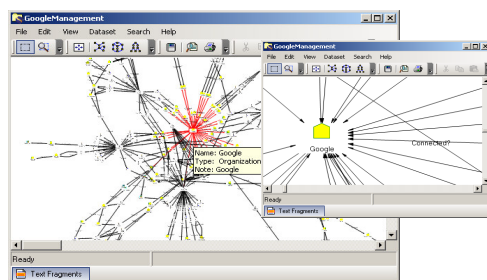 GoogleManagement
File Edit View Dataset Search Help
Name: Google
Type: Organization
Note: Google
Ready
Text Fragments
GoogleManagement
File Edit View Dataset Search Help
Google
Connected?
Ready
Text Fragments